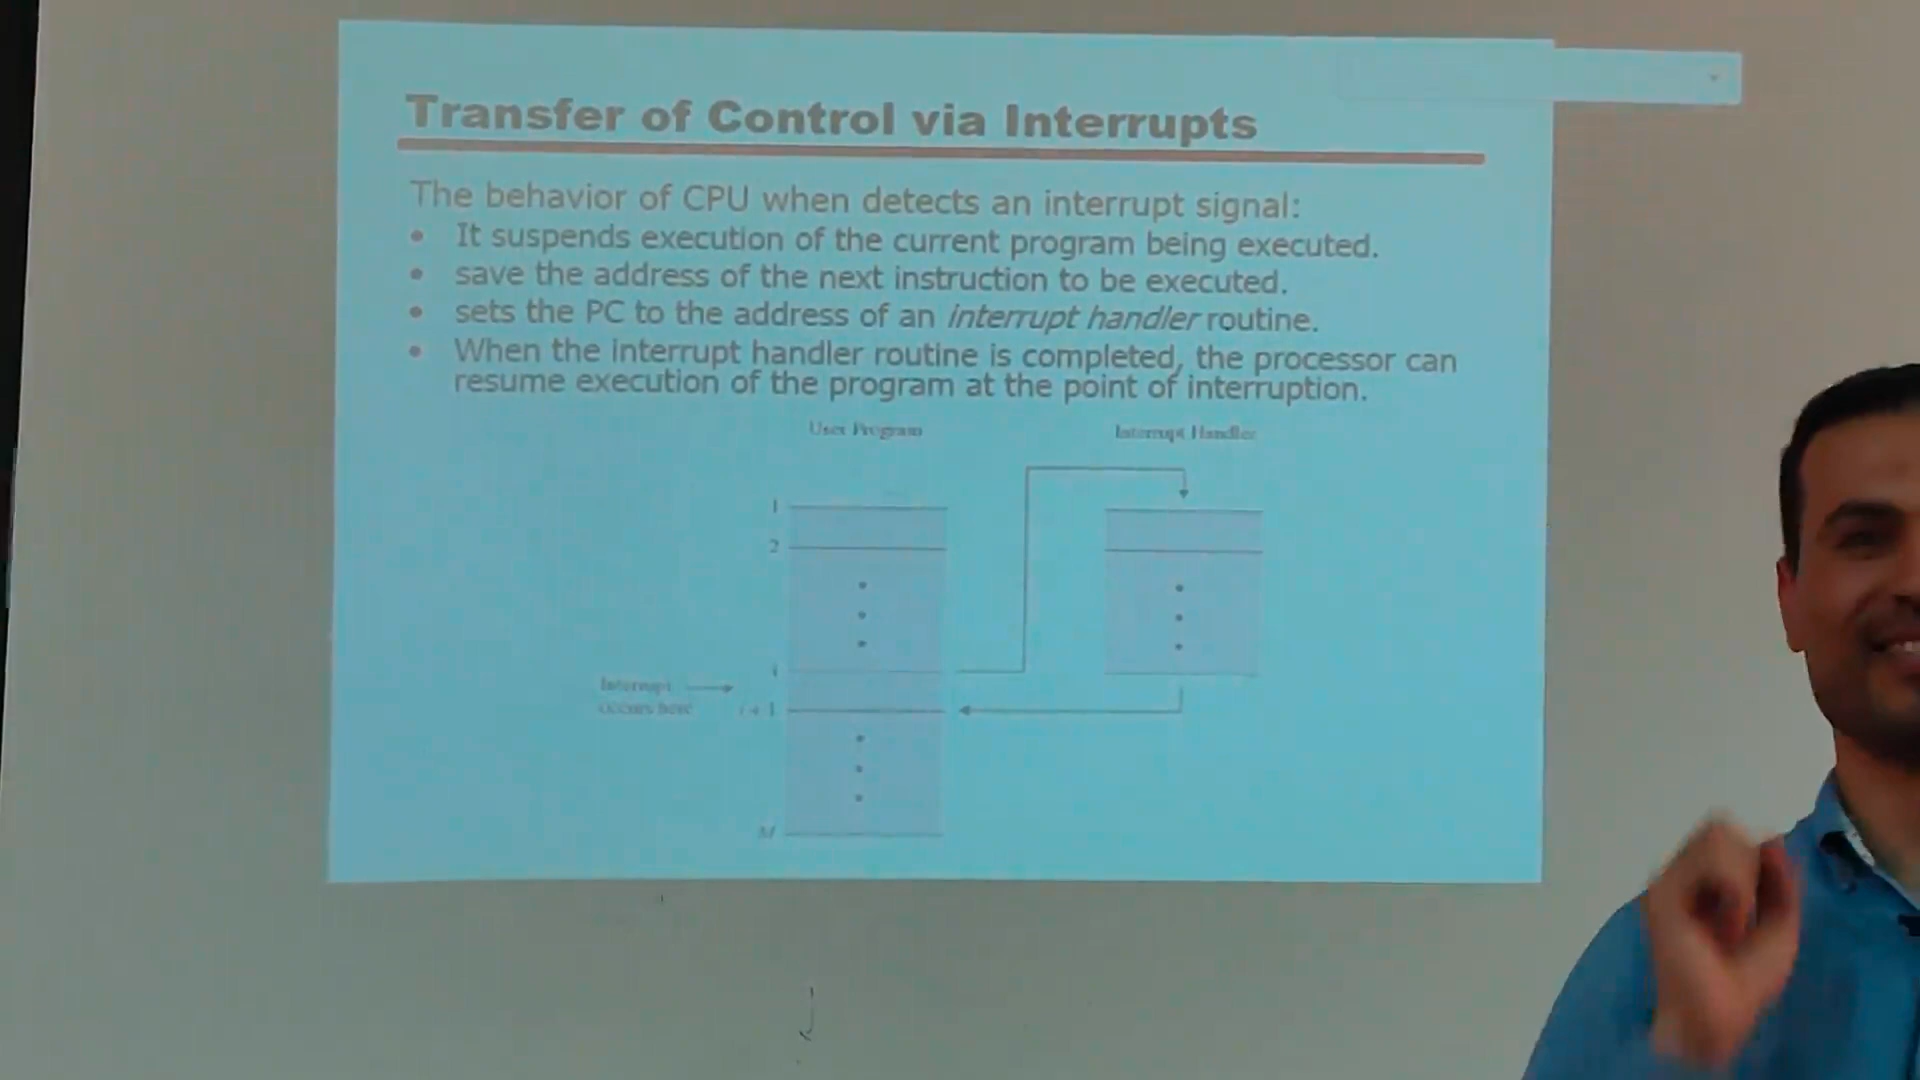 Transfer of Control via Interrupts
The behavior of CPU when detects an interrupt signal:
• It suspends execution of the current program being executed.
• save the address of the next instruction to be executed.
• sets the PC to the address of an interrupt handler routine.
• When the interrupt handler routine is completed, the processor can
resume execution of the program at the point of interruption.
User Program
Interrupt Handler
1
2
i
Interrupt
occurs here
i + 1
M